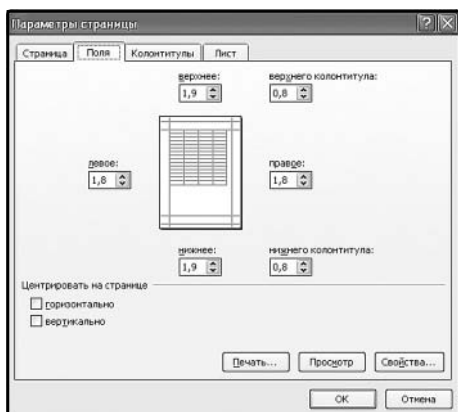 Параметры страницы
Страница Поля Колонтитулы Лист
верхнее: верхнего колонтитула:
1,9 0,8
левое: правое:
1,8 1,8
нижнее: нижнего колонтитула:
1,9 0,8
Центрировать на странице
горизонтально
вертикально
Печать... Просмотр Свойства...
ОК Отмена